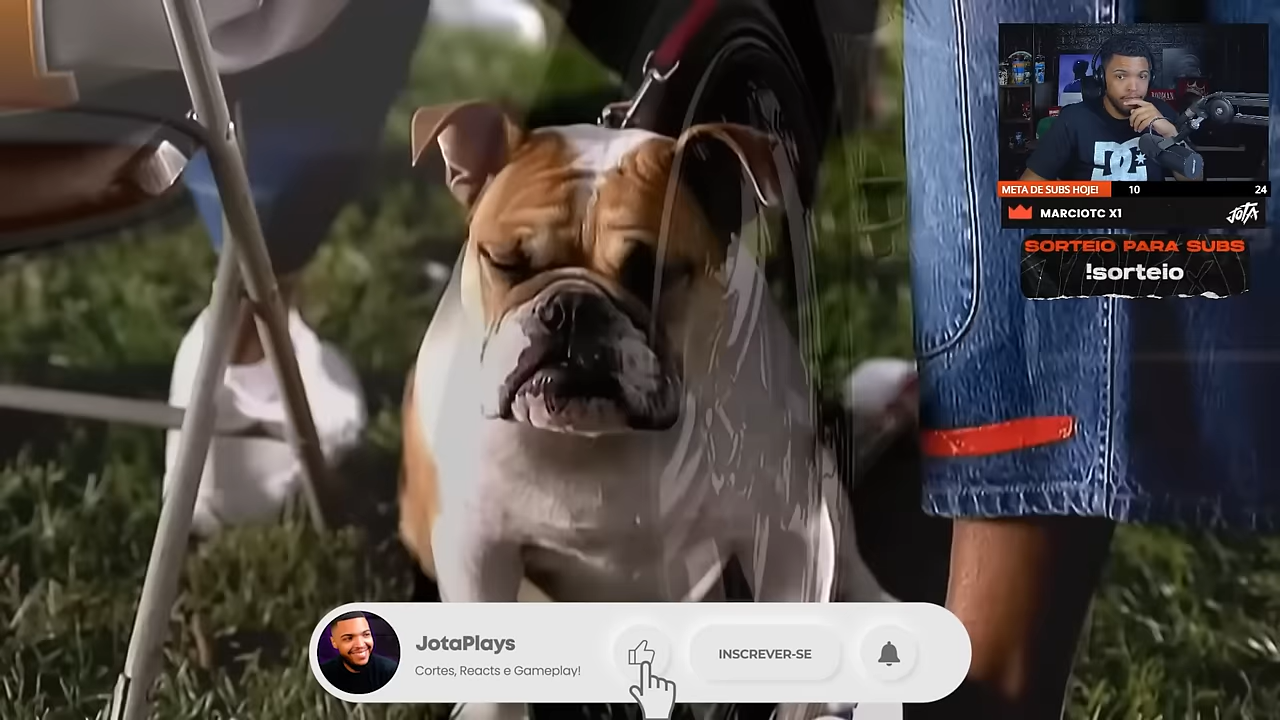 META DE SUBS HOJE!
10
24
MARCIOTC X1
JOTA
SORTEIO PARA SUBS
!sorteio
JotaPlays
Cortes, Reacts e Gameplay!
INSCREVER-SE